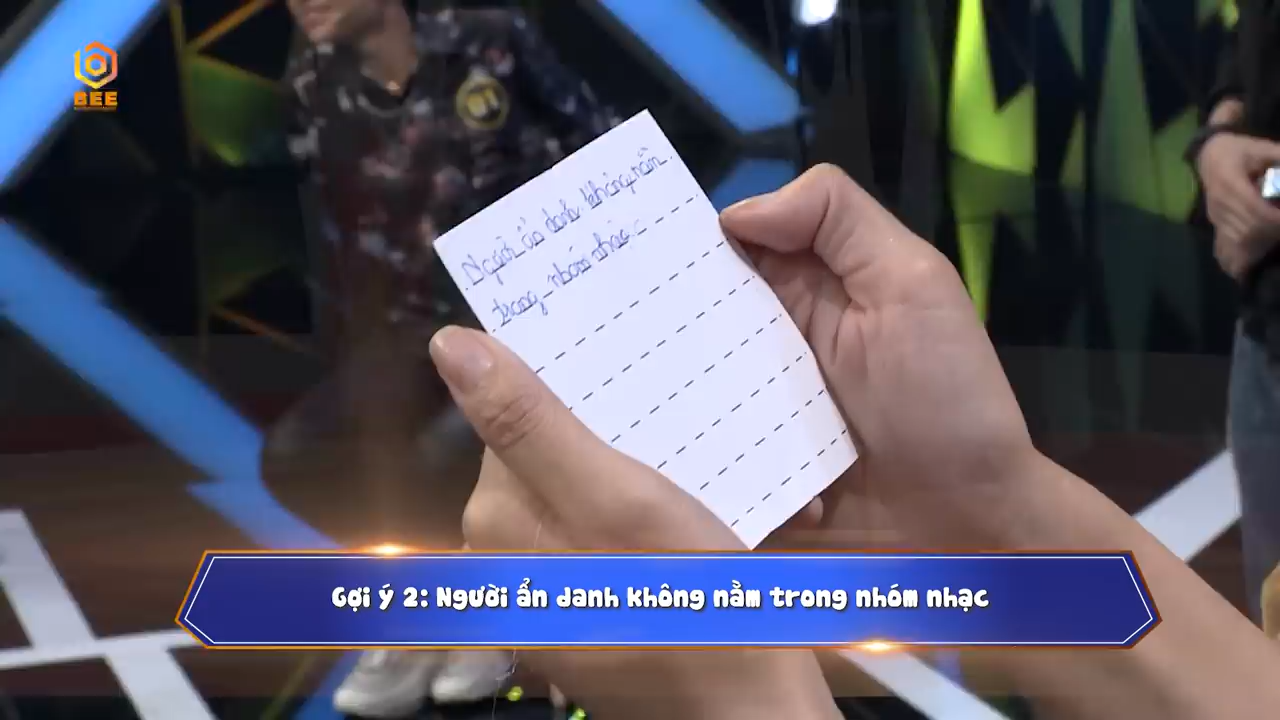 BEE
Người ẩn danh không nằm
trong nhóm nhạc
Gợi ý 2: Người ẩn danh không nằm trong nhóm nhạc